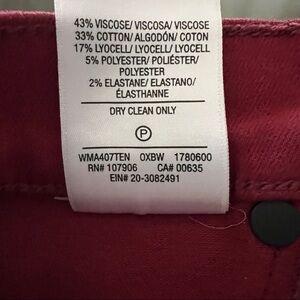 43% VISCOSE/ VISCOSA/ VISCOSE
33% COTTON/ ALGODÓN/ COTON
17% LYOCELL/ LYOCELL/ LYOCELL
5% POLYESTER/ POLIÉSTER/
POLYESTER
2% ELASTANE/ ELASTANO/
ÉLASTHANNE
DRY CLEAN ONLY
P
WMA407TEN 0XBW 1780600
RN# 107906 CA# 00635
EIN# 20-3082491